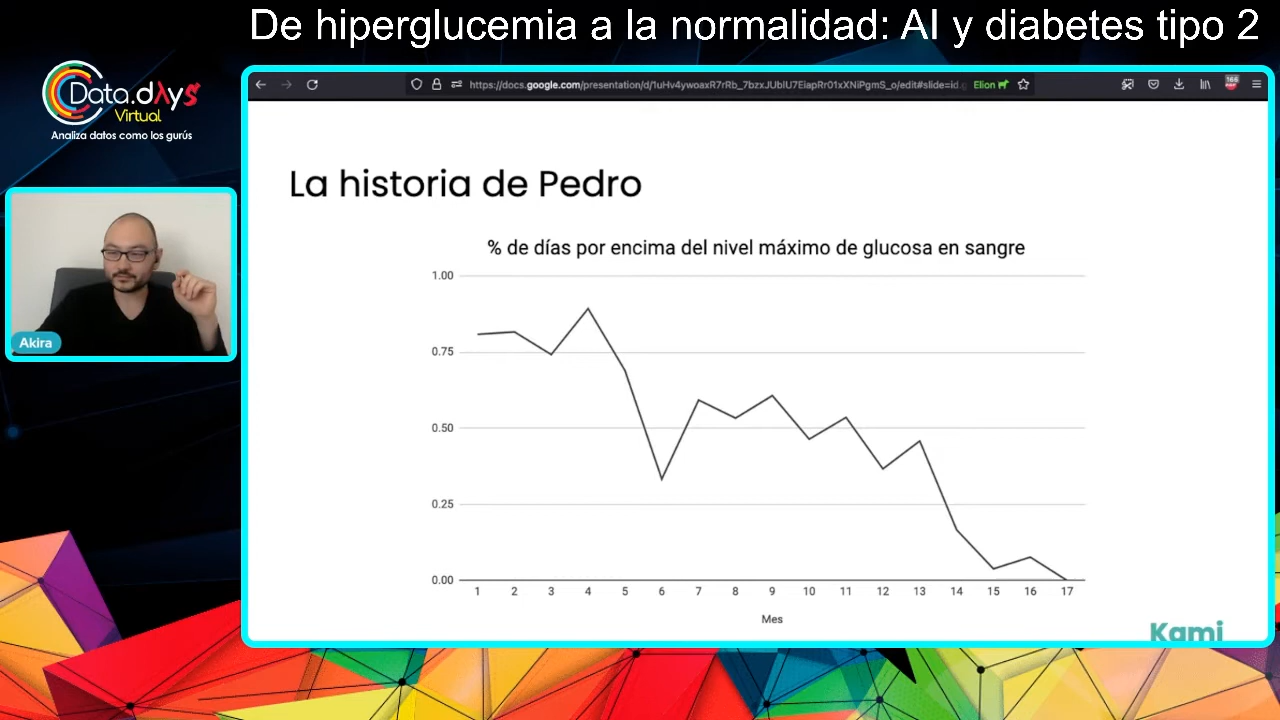 De hiperglucemia a la normalidad: AI y diabetes tipo 2
Data.dAyS
Virtual
Analiza datos como los gurús
Akira
Elion
La historia de Pedro
% de días por encima del nivel máximo de glucosa en sangre
1.00
0.75
0.50
0.25
0.00
1 2 3 4 5 6 7 8 9 10 11 12 13 14 15 16 17
Mes
Kami